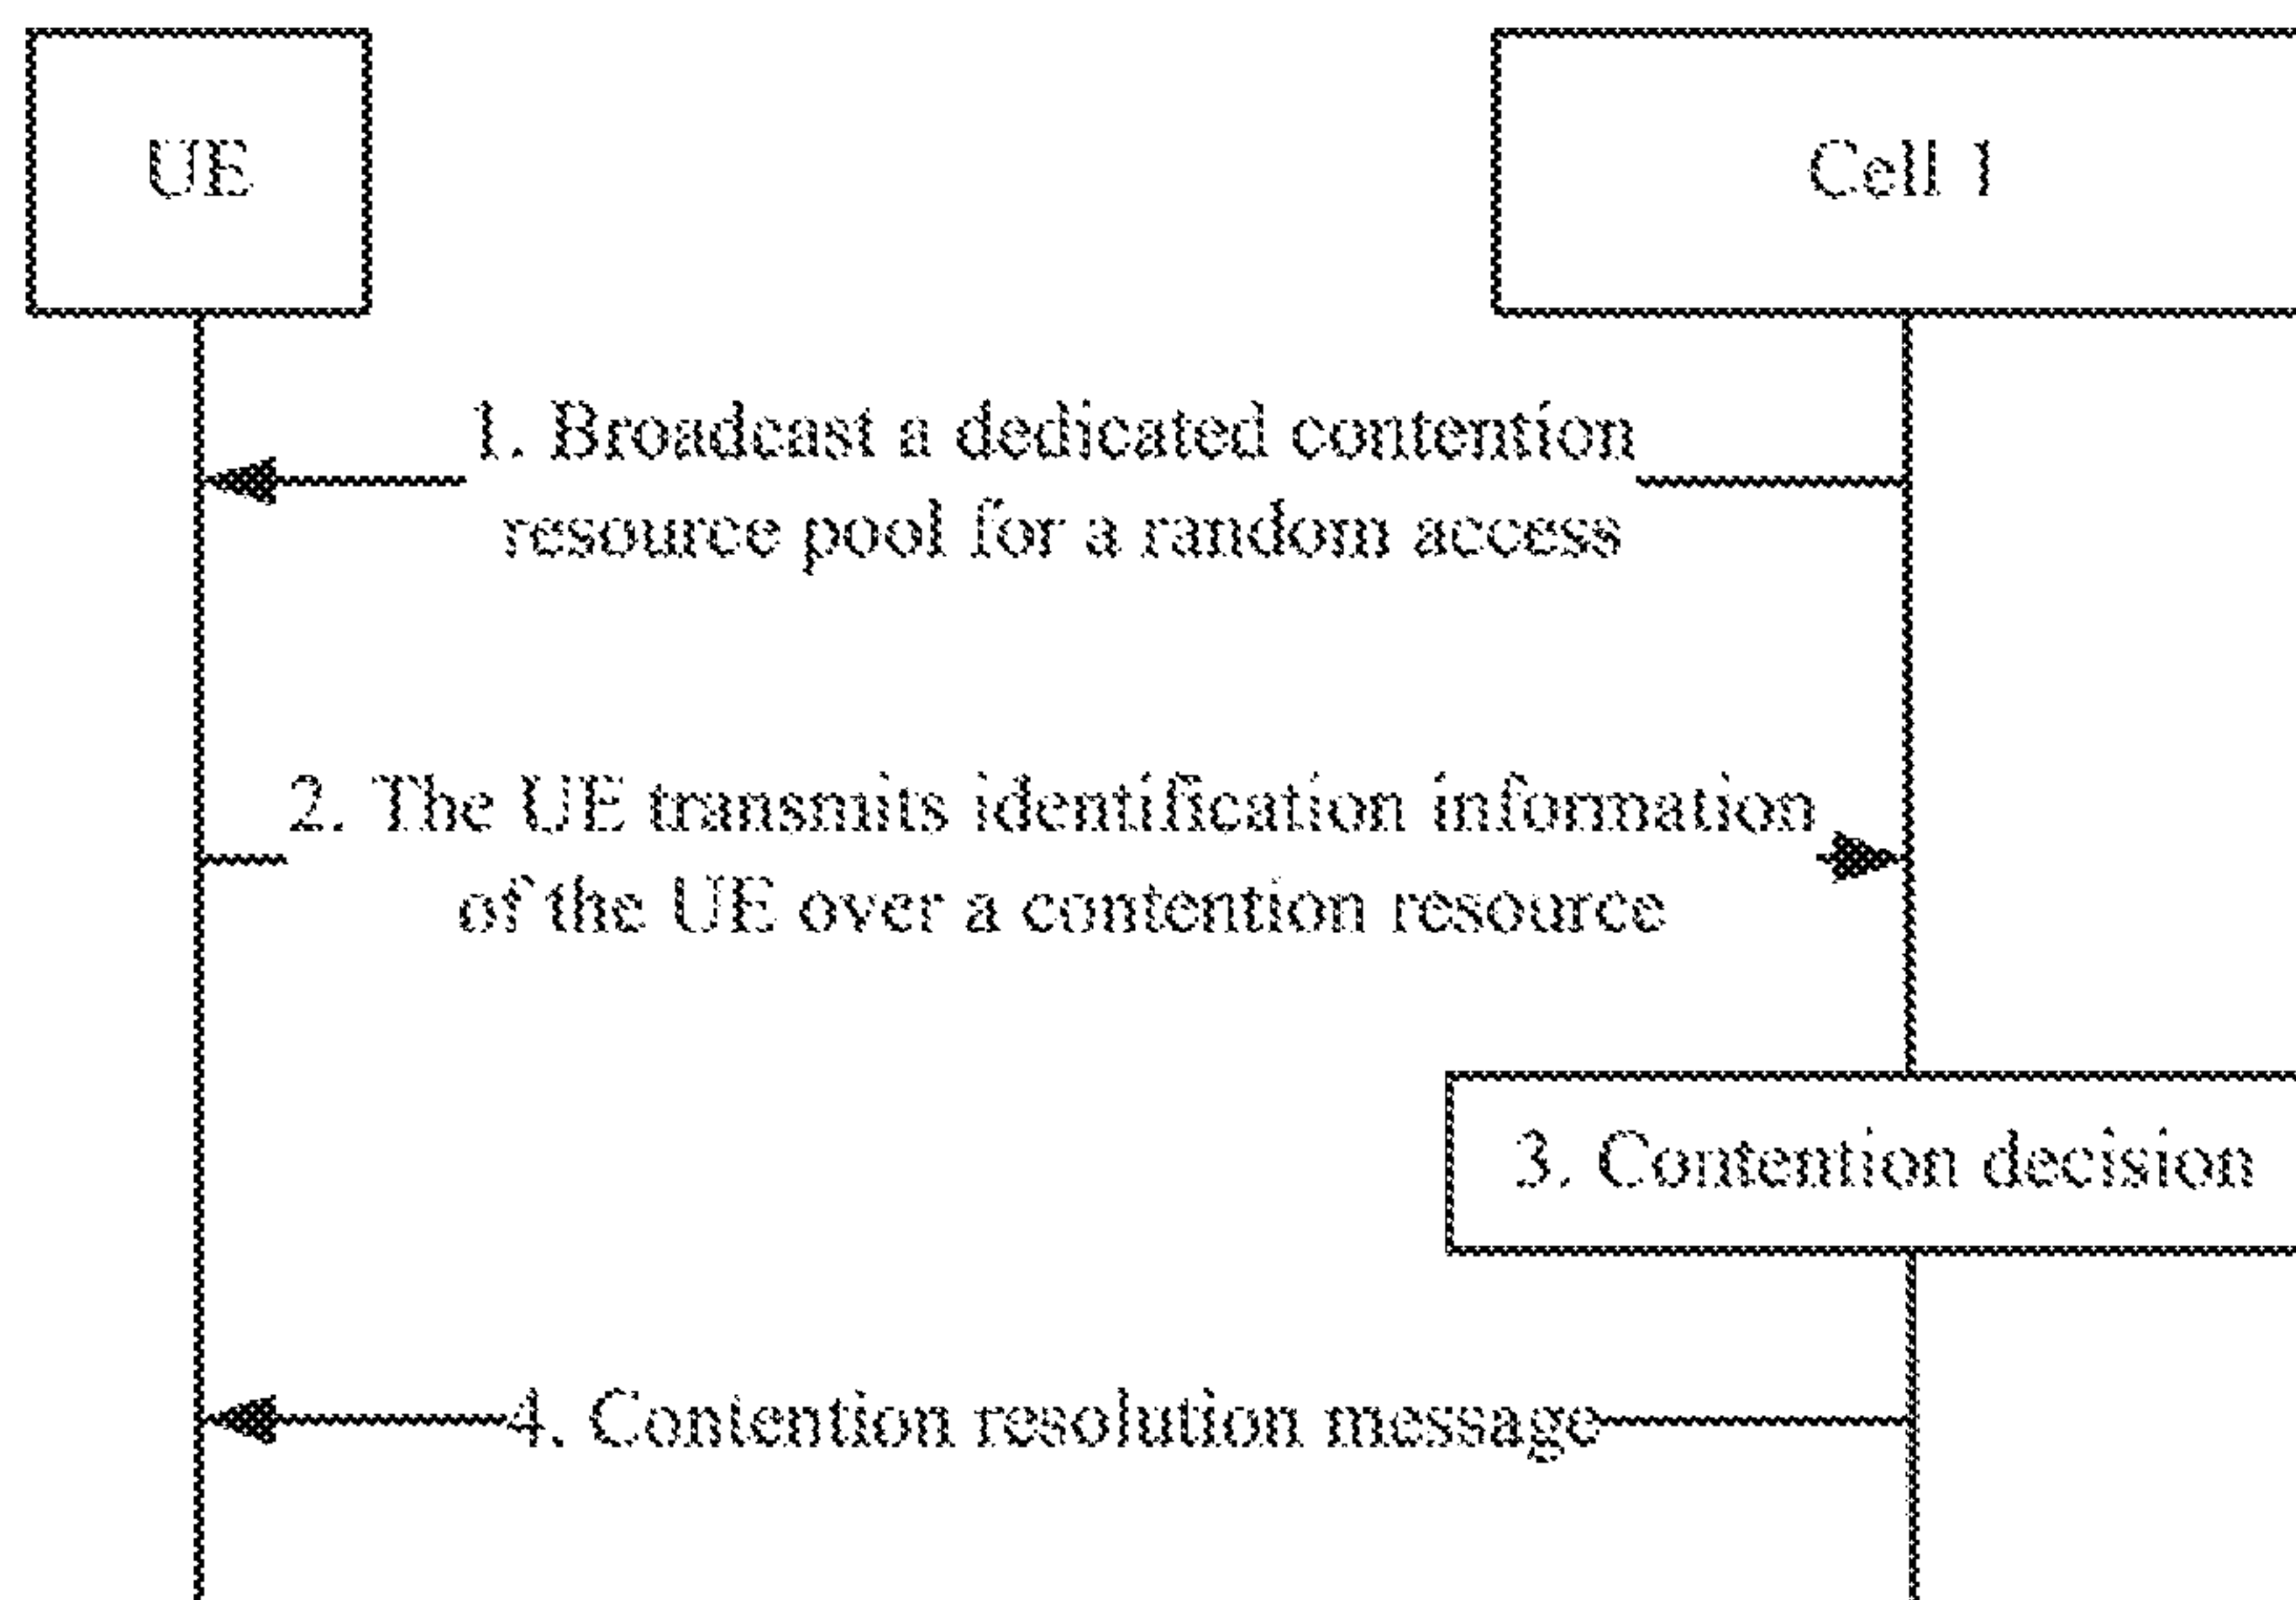 UE
Cell 1
1. Broadcast a dedicated contention
resource pool for a random access
2. The UE transmits identification information
of the UE over a contention resource
3. Contention decision
4. Contention resolution message